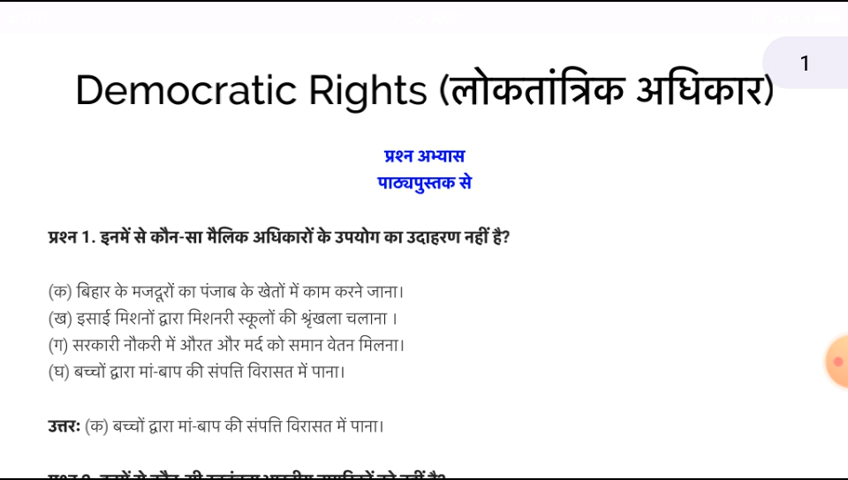 1
Democratic Rights (लोकतांत्रिक अधिकार)
प्रश्न अभ्यास
पाठ्यपुस्तक से
प्रश्न 1. इनमें से कौन-सा मैलिक अधिकारों के उपयोग का उदाहरण नहीं है?
(क) बिहार के मजदूरों का पंजाब के खेतों में काम करने जाना।
(ख) इसाई मिशनों द्वारा मिशनरी स्कूलों की श्रृंखला चलाना ।
(ग) सरकारी नौकरी में औरत और मर्द को समान वेतन मिलना।
(घ) बच्चों द्वारा मां-बाप की संपत्ति विरासत में पाना।
उत्तर: (क) बच्चों द्वारा मां-बाप की संपत्ति विरासत में पाना।